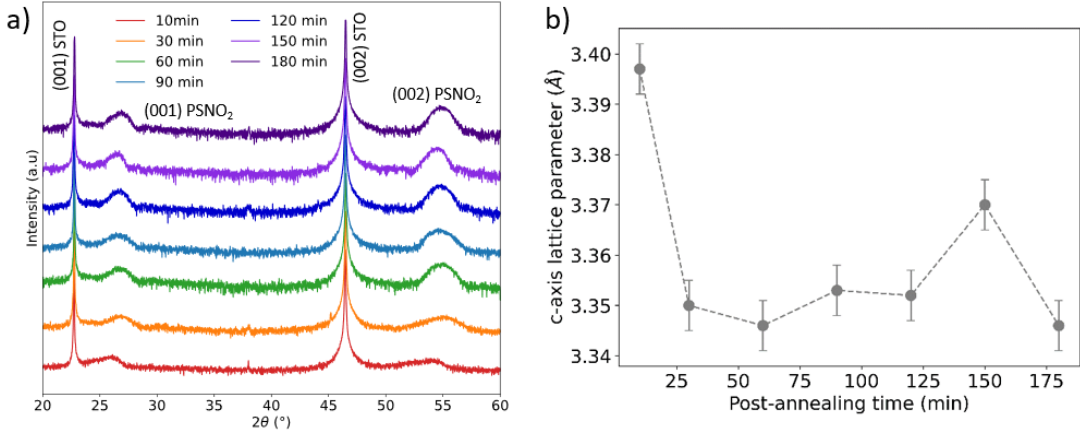 a)
10min
30 min
60 min
90 min
120 min
150 min
180 min
(001) STO
(002) STO
(001) PSNO₂
(002) PSNO₂
Intensity (a.u)
20 25 30 35 40 45 50 55 60
2θ (°)
b)
3.40
3.39
3.38
3.37
3.36
3.35
3.34
c-axis lattice parameter (Å)
25 50 75 100 125 150 175
Post-annealing time (min)